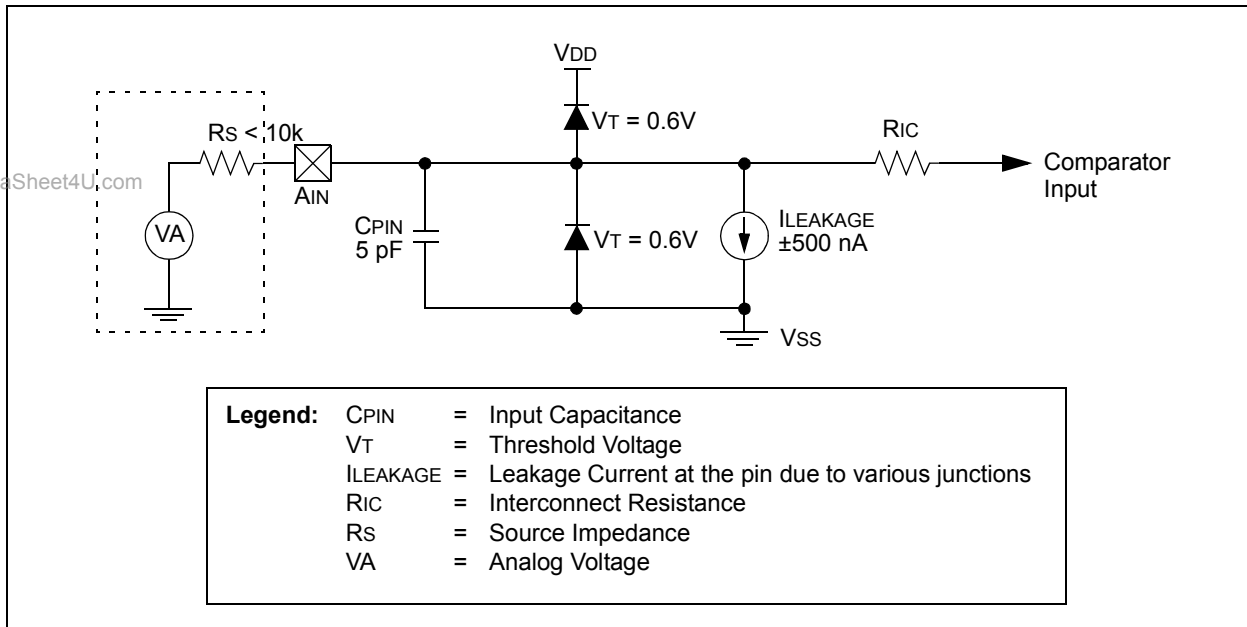 VDD
VT = 0.6V
RS < 10k
RIC
aSheet4U.com
AIN
Comparator
Input
VA
CPIN
5 pF
VT = 0.6V
ILEAKAGE
±500 nA
VSS
Legend: CPIN = Input Capacitance
VT = Threshold Voltage
ILEAKAGE = Leakage Current at the pin due to various junctions
RIC = Interconnect Resistance
RS = Source Impedance
VA = Analog Voltage